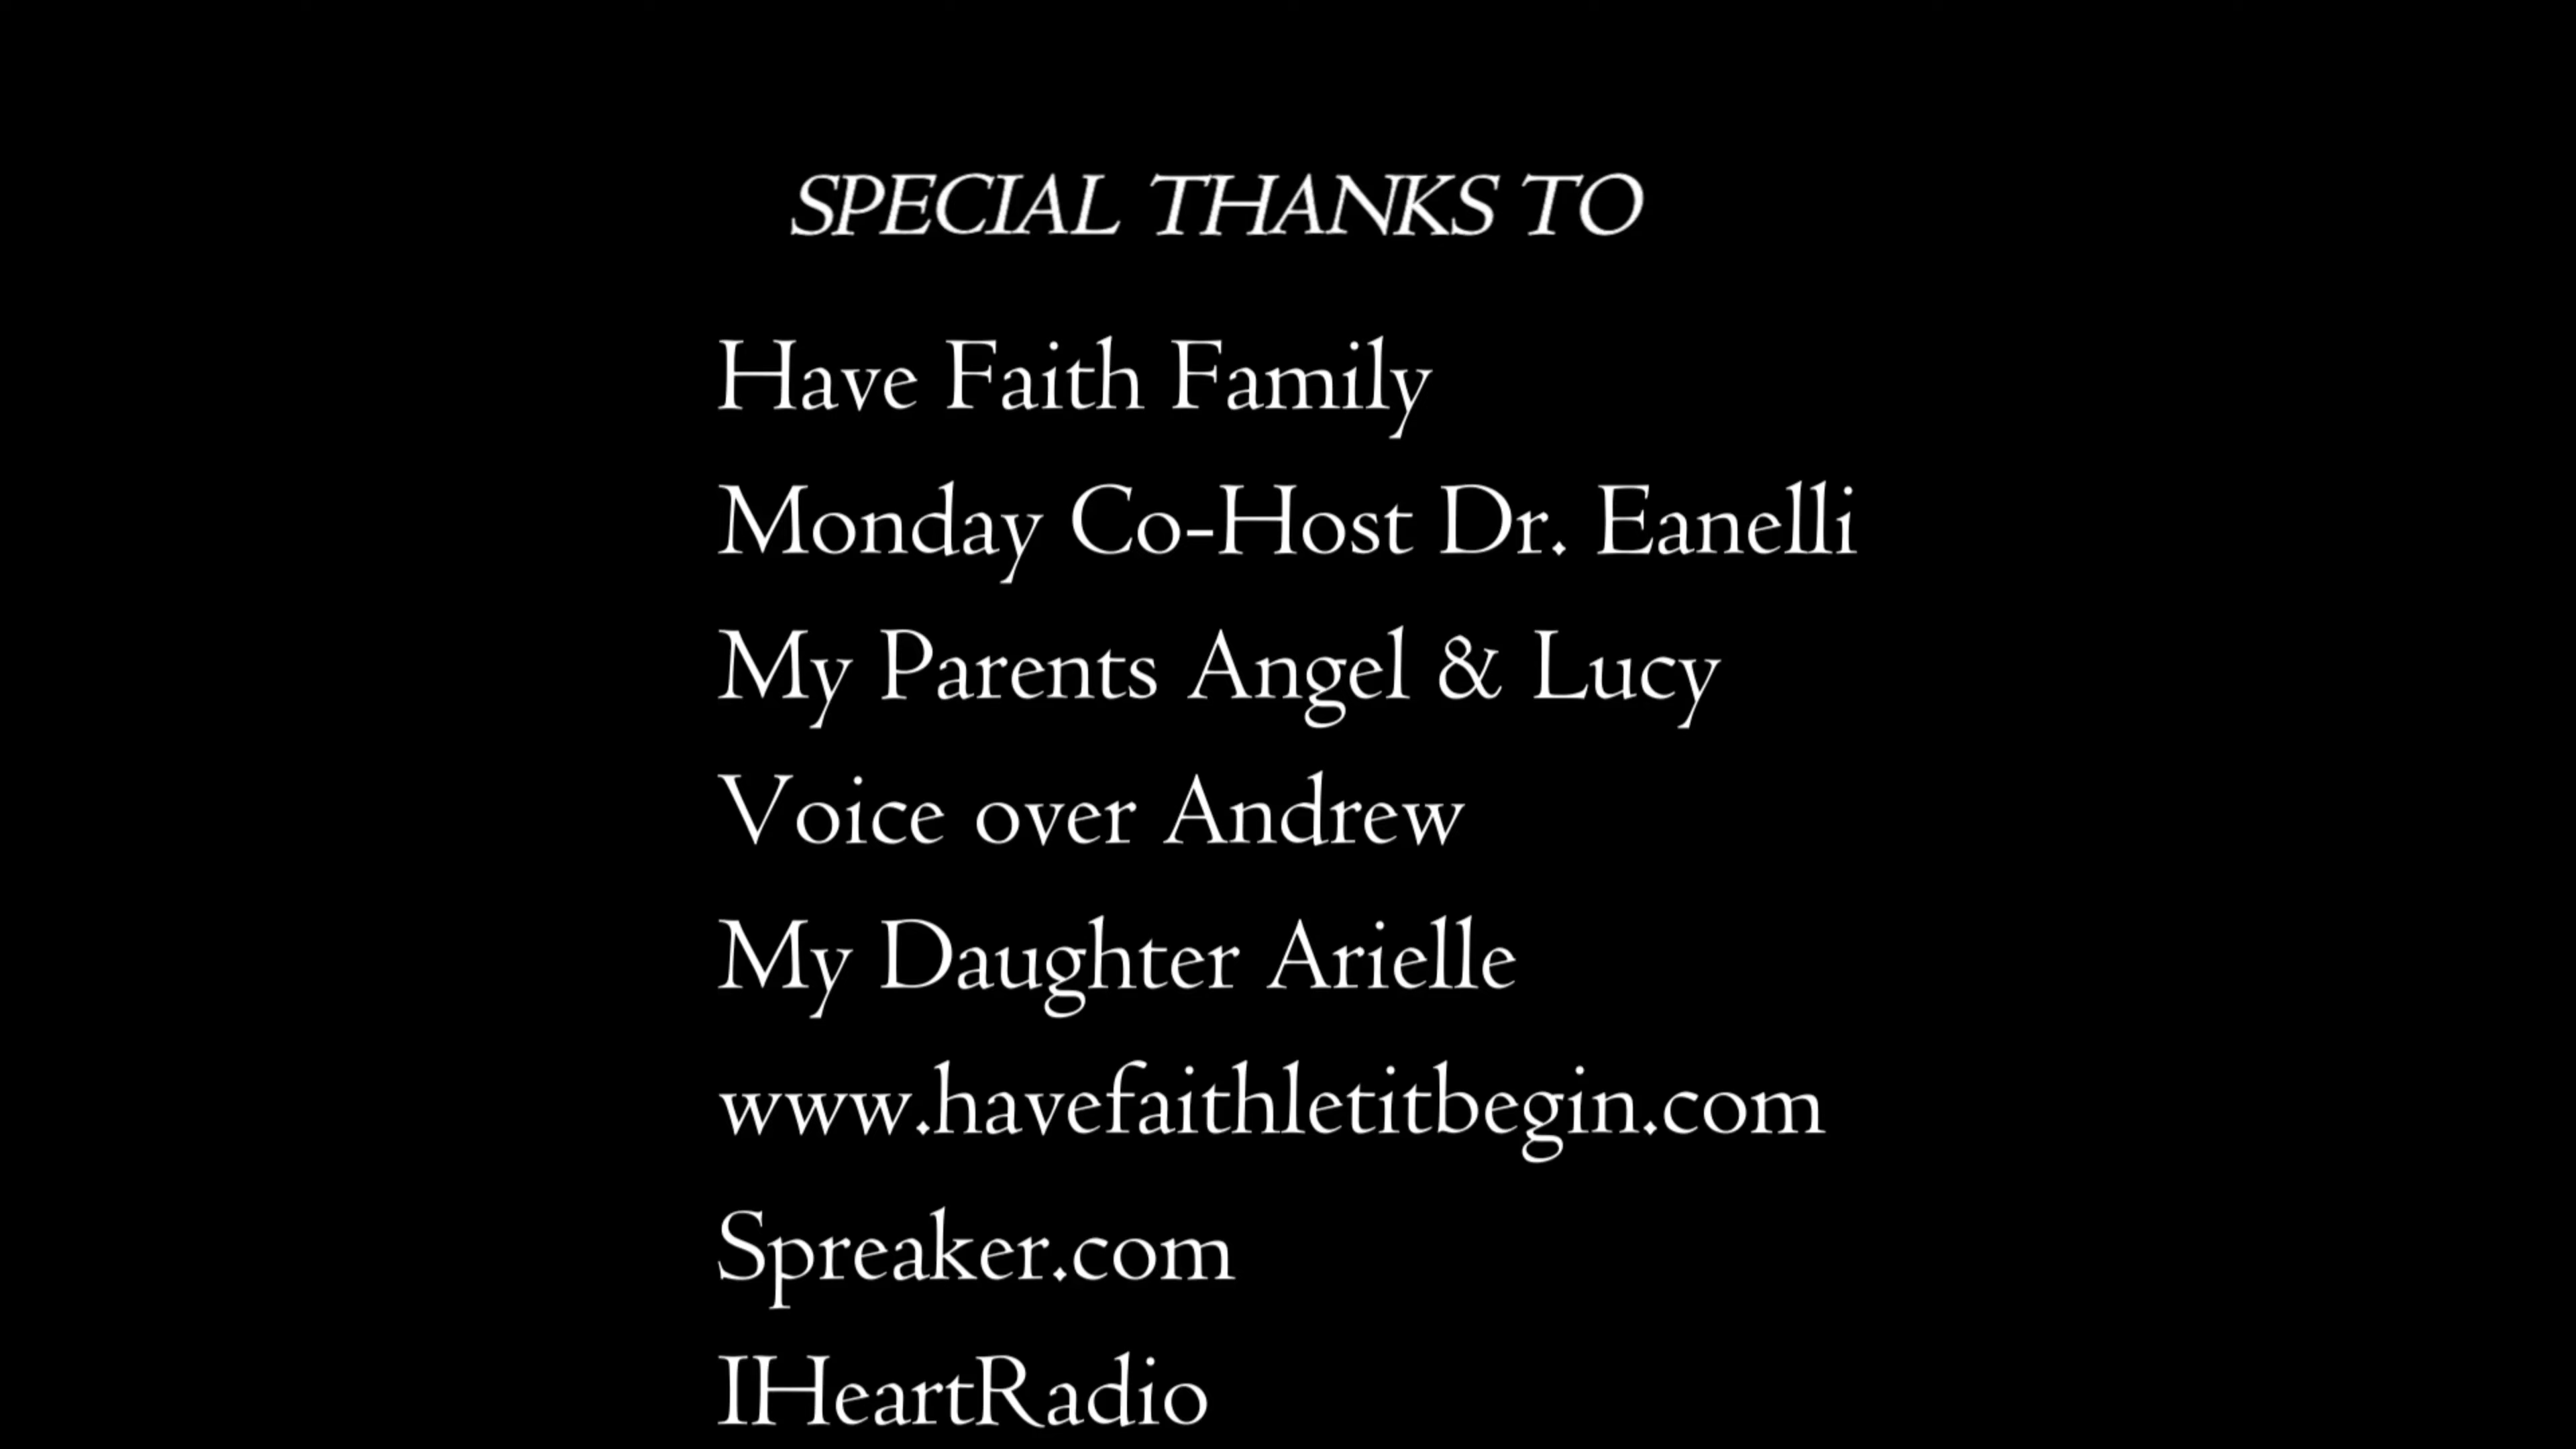 SPECIAL THANKS TO
Have Faith Family
Monday Co-Host Dr. Eanelli
My Parents Angel & Lucy
Voice over Andrew
My Daughter Arielle
www.havefaithletitbegin.com
Spreaker.com
IHeartRadio